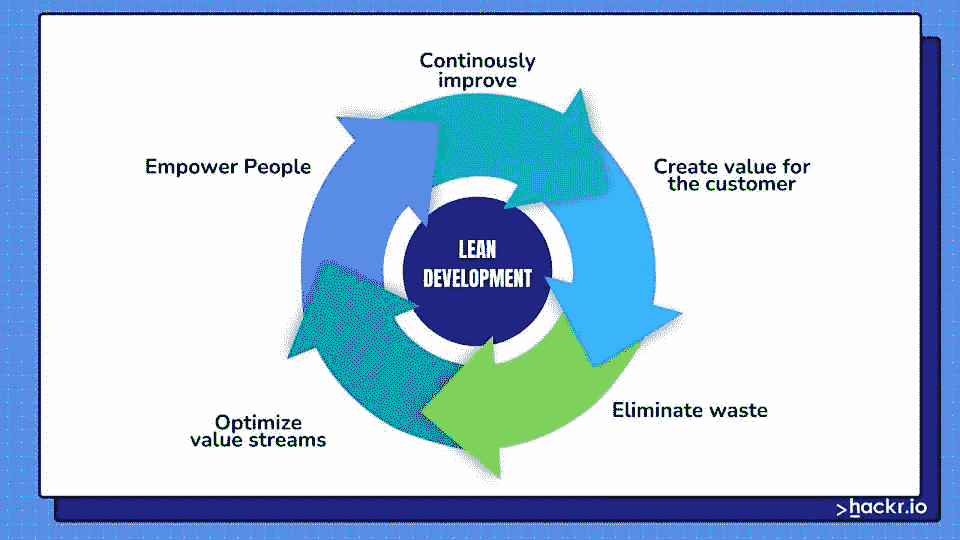 Continously
improve
Empower People
Create value for
the customer
LEAN
DEVELOPMENT
Eliminate waste
Optimize
value streams
>hackr.io